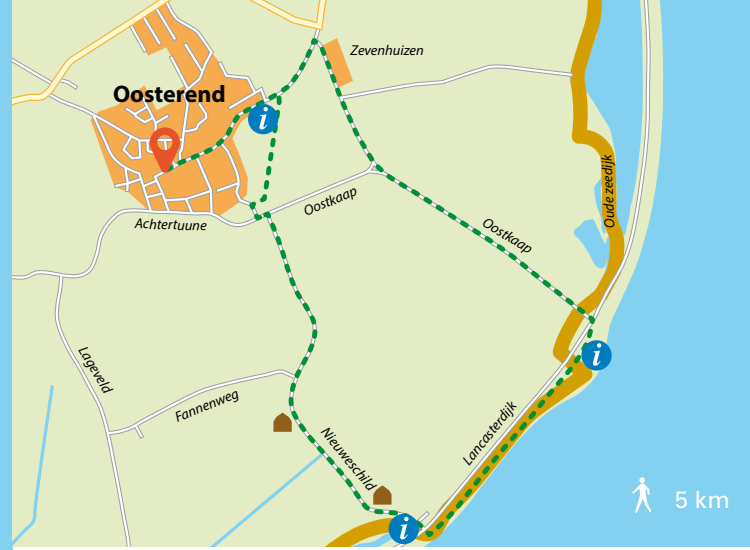 Zevenhuizen
Oosterend
i
Oude zeedijk
Oostkaap
Achtertuune
Oostkaap
i
Lageveld
Fannenweg
Lancasterdijk
Nieuweschild
5 km
i